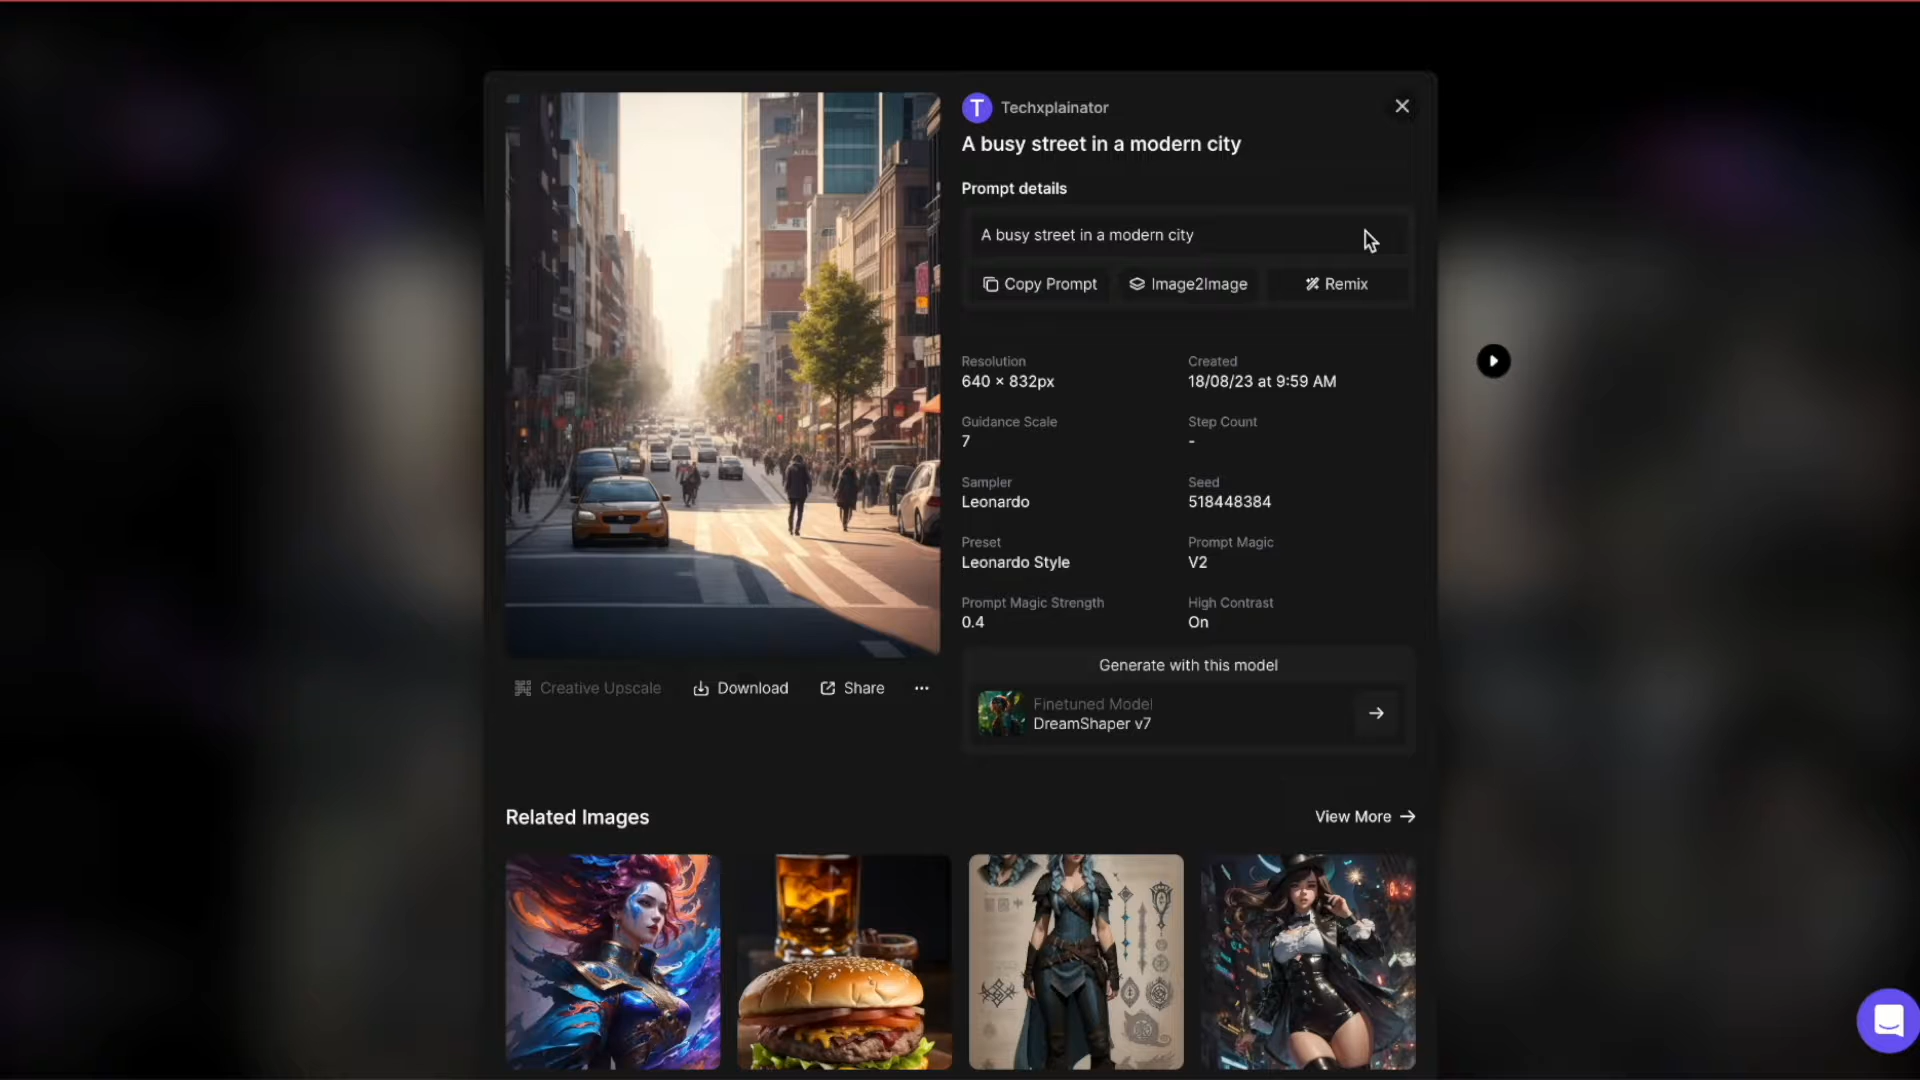 T Techxplainator
A busy street in a modern city
Prompt details
A busy street in a modern city
Copy Prompt
Image2Image
Remix
Resolution
Created
640 × 832px
18/08/23 at 9:59 AM
Guidance Scale
Step Count
7
-
Sampler
Seed
Leonardo
518448384
Preset
Prompt Magic
Leonardo Style
V2
Prompt Magic Strength
High Contrast
0.4
On
Generate with this model
Finetuned Model
DreamShaper v7
Creative Upscale
Download
Share
Related Images
View More